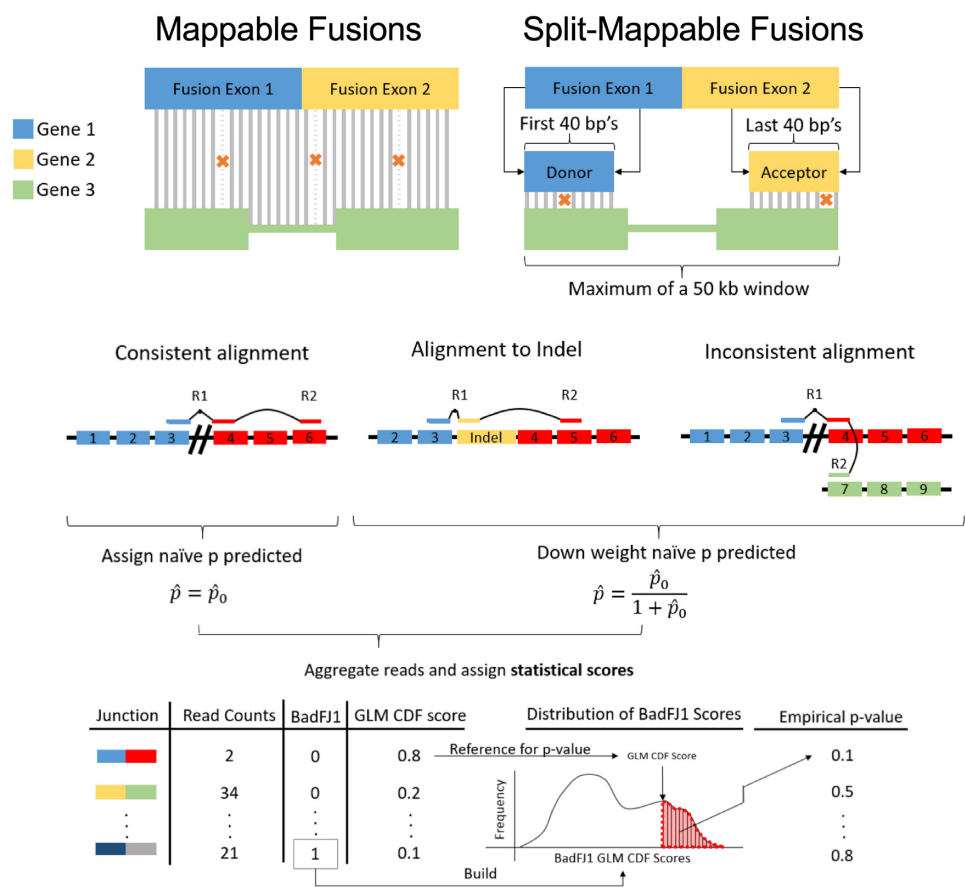 Mappable Fusions
Split-Mappable Fusions
Fusion Exon 1 Fusion Exon 2
Fusion Exon 1 Fusion Exon 2
Gene 1
Gene 2
Gene 3
First 40 bp's
Last 40 bp's
Donor
Acceptor
Maximum of a 50 kb window
Consistent alignment
Alignment to Indel
Inconsistent alignment
R1 R2
1 2 3 4 5 6
R1 R2
2 3 Indel 4 5 6
R1
1 2 3 4 5 6
R2
7 8 9
Assign naïve p predicted
p̂ = p̂₀
Down weight naïve p predicted
p̂ = p̂₀ / (1 + p̂₀)
Aggregate reads and assign statistical scores
Junction Read Counts BadFJ1 GLM CDF score
2 0 0.8
34 0 0.2
21 1 0.1
Reference for p-value
Build
Distribution of BadFJ1 Scores
GLM CDF Score
Frequency
BadFJ1 GLM CDF Scores
Empirical p-value
0.1
0.5
0.8